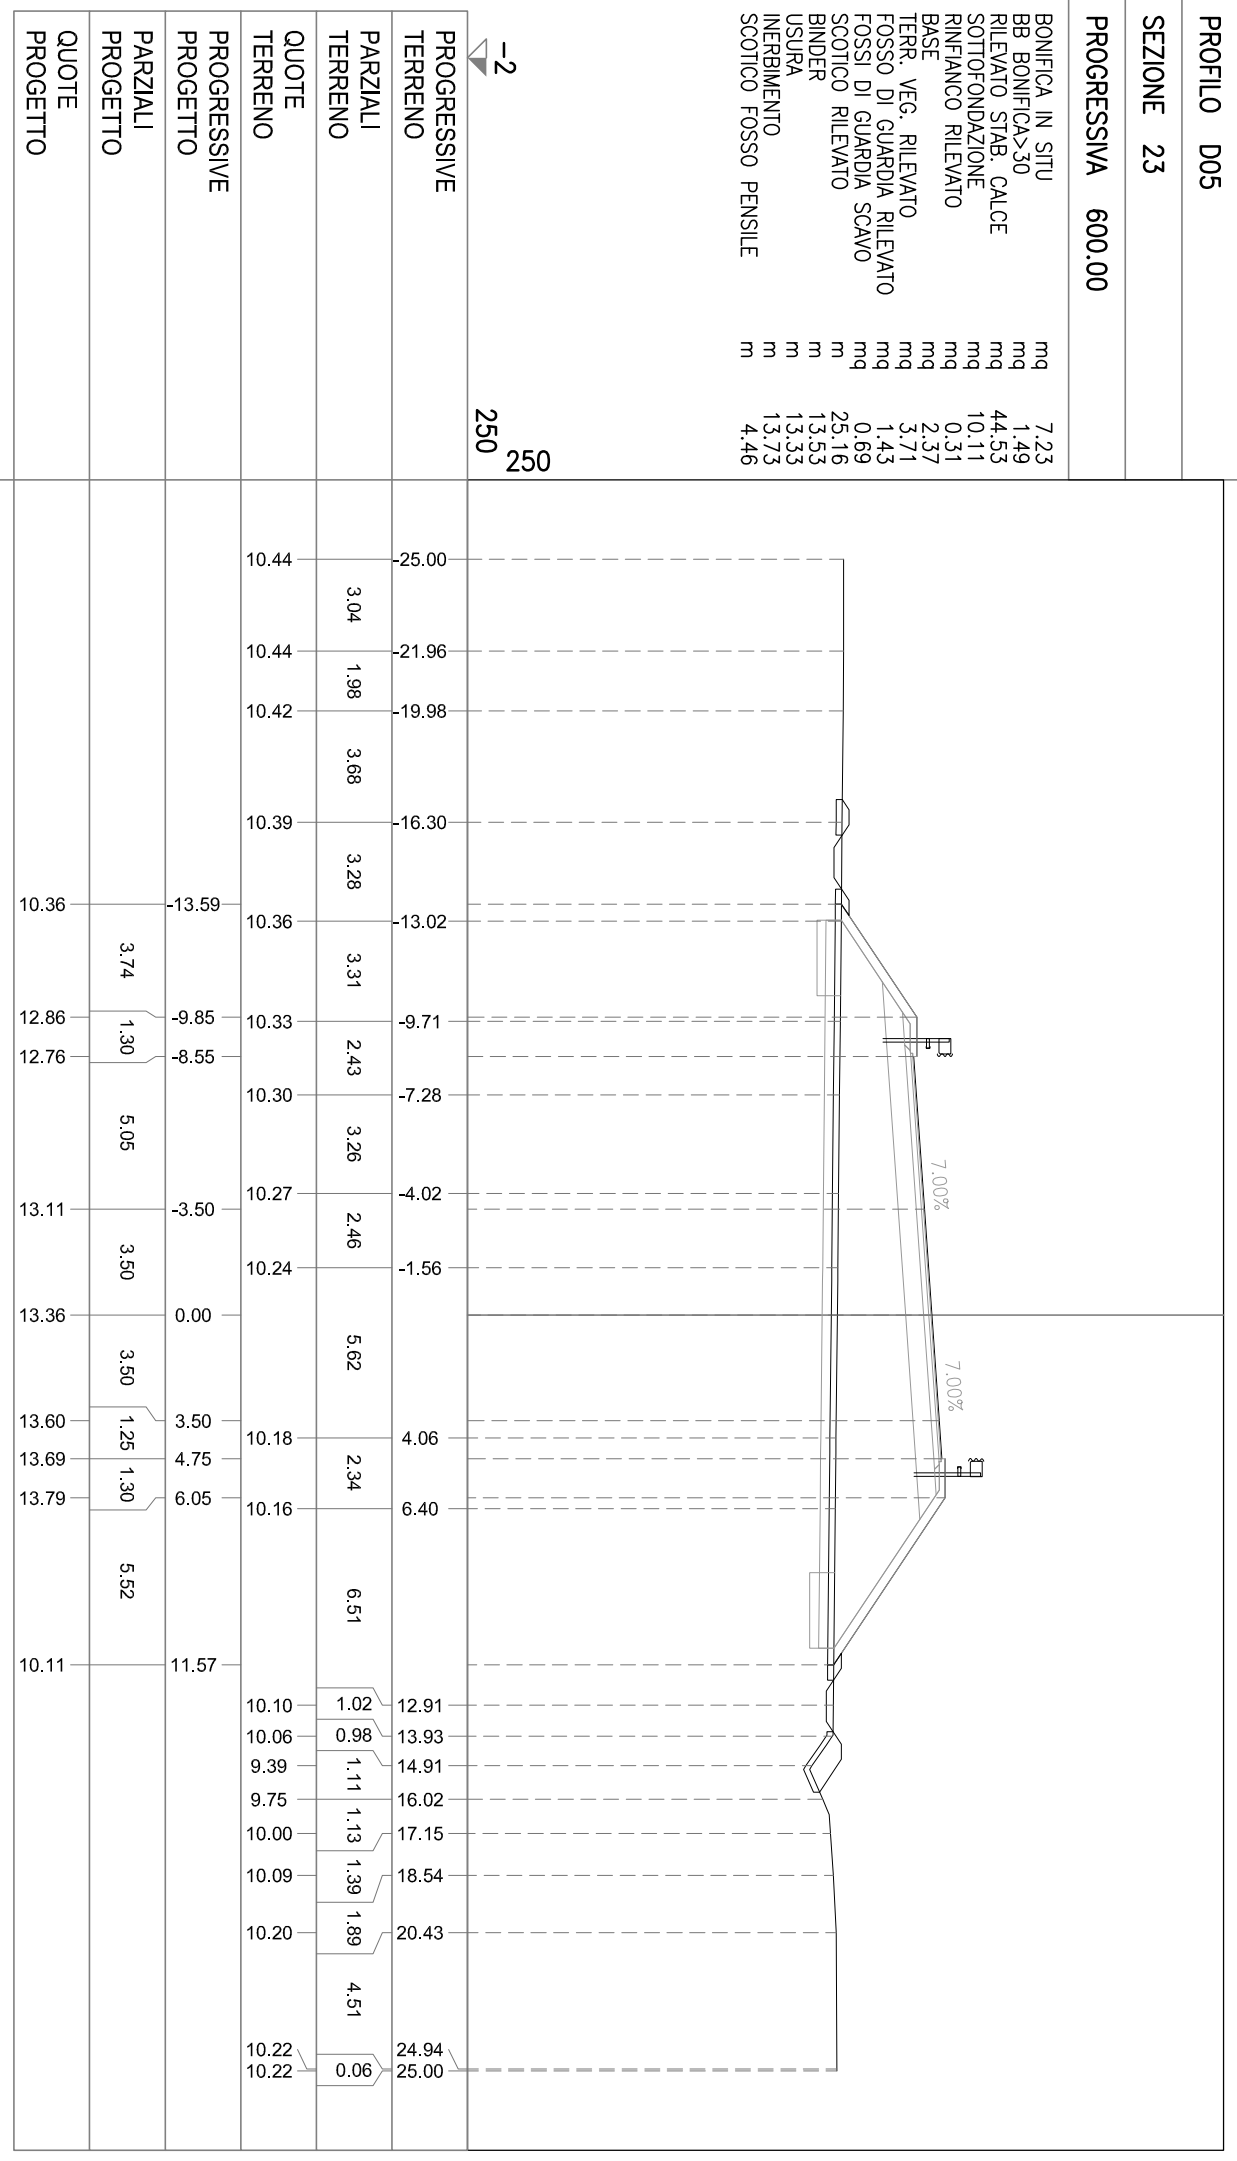 PROFILO D05
SEZIONE 23
PROGRESSIVA 600.00
BONIFICA IN SITU mq 7.23
BB BONIFICA>30 mq 1.49
RILEVATO STAB. CALCE mq 44.53
SOTTOFONDAZIONE mq 10.11
RINFIANCO RILEVATO mq 0.31
BASE mq 2.37
TERR. VEG. RILEVATO mq 3.71
FOSSO DI GUARDIA RILEVATO mq 1.43
FOSSI DI GUARDIA SCAVO mq 0.69
SCOTICO RILEVATO m 25.16
BINDER m 13.53
USURA m 13.33
INERBIMENTO m 13.73
SCOTICO FOSSO PENSILE m 4.46
7.00% 7.00%
250
-2 250
PROGRESSIVE
TERRENO
-25.00 -21.96 -19.98 -16.30 -13.02 -9.71 -7.28 -4.02 -1.56 4.06 6.40 12.91 13.93 14.91 16.02 17.15 18.54 20.43 24.94 25.00
PARZIALI
TERRENO
3.04 1.98 3.68 3.28 3.31 2.43 3.26 2.46 5.62 2.34 6.51 1.02 0.98 1.11 1.13 1.39 1.89 4.51 0.06
QUOTE
TERRENO
10.44 10.44 10.42 10.39 10.36 10.33 10.30 10.27 10.24 10.18 10.16 10.10 10.06 9.39 9.75 10.00 10.09 10.20 10.22 10.22
PROGRESSIVE
PROGETTO
-13.59 -9.85 -8.55 -3.50 0.00 3.50 4.75 6.05 11.57
PARZIALI
PROGETTO
3.74 1.30 5.05 3.50 3.50 1.25 1.30 5.52
QUOTE
PROGETTO
10.36 12.86 12.76 13.11 13.36 13.60 13.69 13.79 10.11